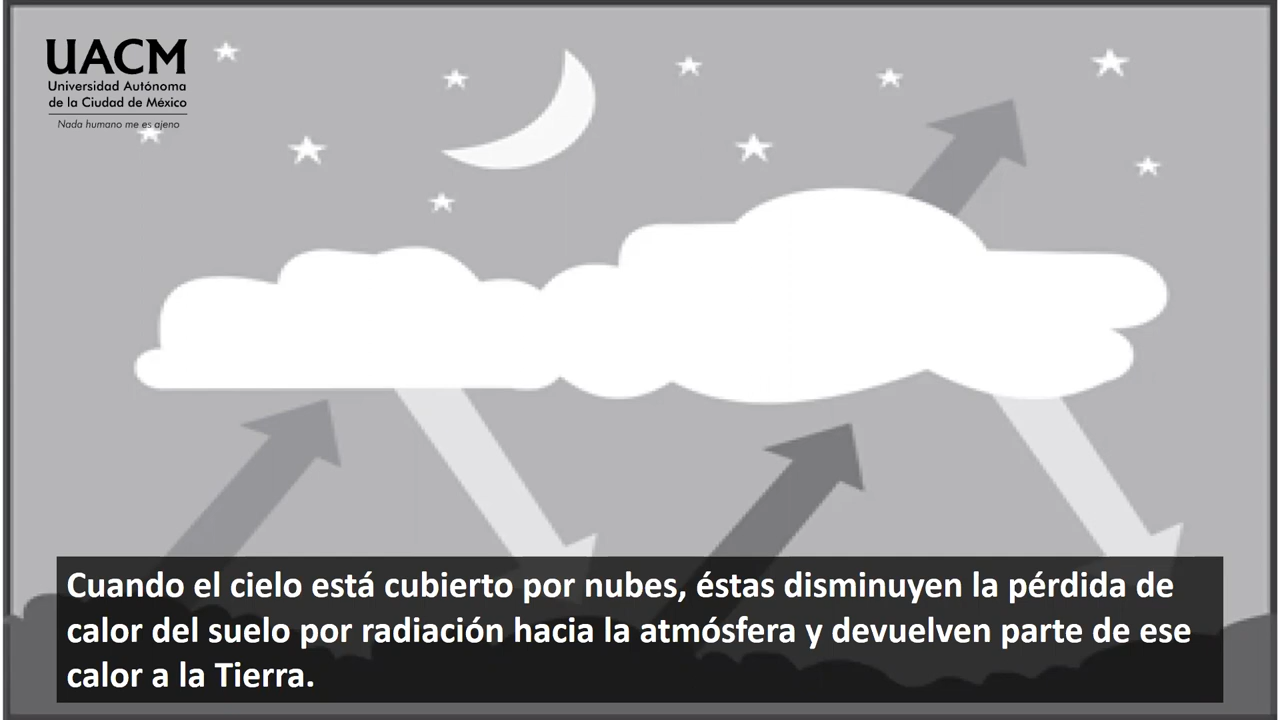 UACM
Universidad Autónoma
de la Ciudad de México
Nada humano me es ajeno
Cuando el cielo está cubierto por nubes, éstas disminuyen la pérdida de
calor del suelo por radiación hacia la atmósfera y devuelven parte de ese
calor a la Tierra.